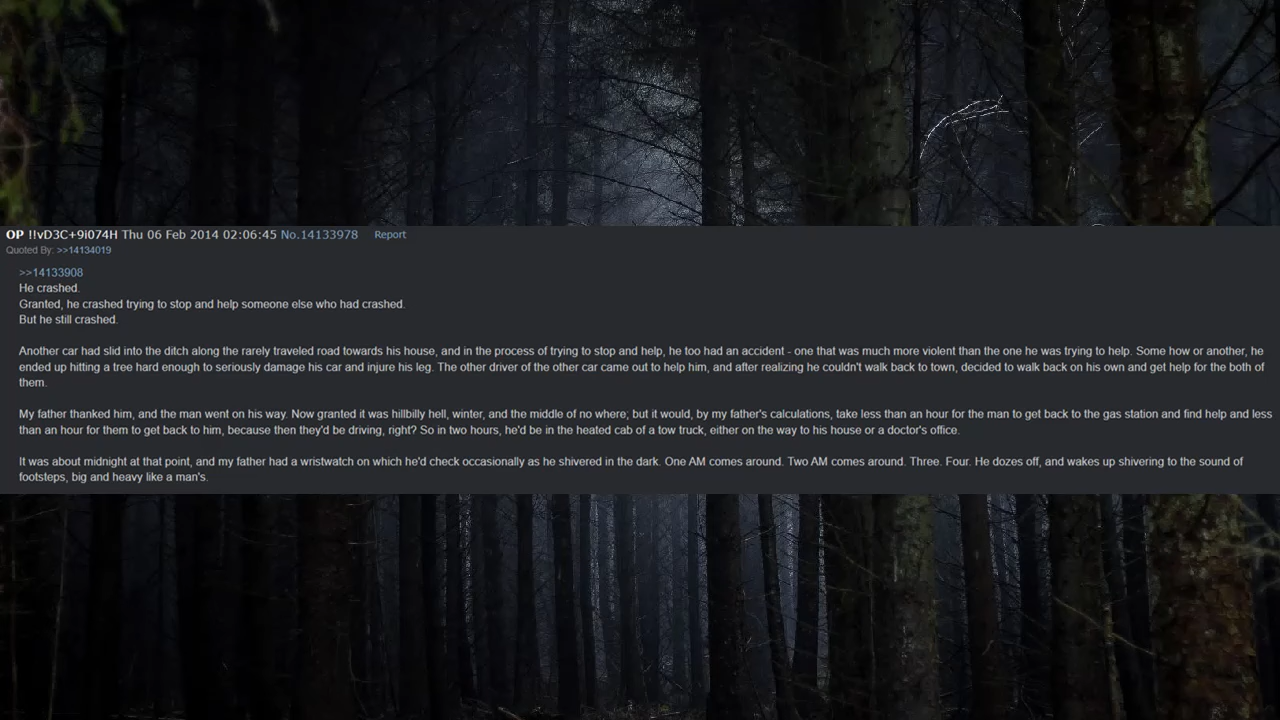 OP !!vD3C+9i074H Thu 06 Feb 2014 02:06:45 No.14133978 Report
Quoted By: >>14134019
>>14133908
He crashed.
Granted, he crashed trying to stop and help someone else who had crashed.
But he still crashed.
Another car had slid into the ditch along the rarely traveled road towards his house, and in the process of trying to stop and help, he too had an accident - one that was much more violent than the one he was trying to help. Some how or another, he
ended up hitting a tree hard enough to seriously damage his car and injure his leg. The other driver of the other car came out to help him, and after realizing he couldn't walk back to town, decided to walk back on his own and get help for the both of
them.
My father thanked him, and the man went on his way. Now granted it was hillbilly hell, winter, and the middle of no where; but it would, by my father's calculations, take less than an hour for the man to get back to the gas station and find help and less
than an hour for them to get back to him, because then they'd be driving, right? So in two hours, he'd be in the heated cab of a tow truck, either on the way to his house or a doctor's office.
It was about midnight at that point, and my father had a wristwatch on which he'd check occasionally as he shivered in the dark. One AM comes around. Two AM comes around. Three. Four. He dozes off, and wakes up shivering to the sound of
footsteps, big and heavy like a man's.